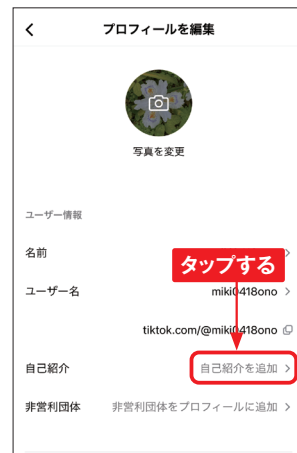 プロフィールを編集
写真を変更
ユーザー情報
名前
タップする
ユーザー名 miki0418ono
tiktok.com/@miki0418ono
自己紹介 自己紹介を追加
非営利団体 非営利団体をプロフィールに追加